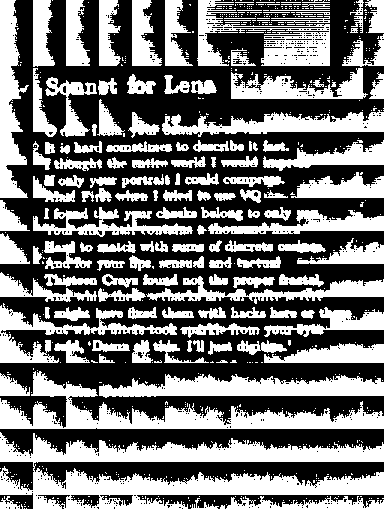 Sonnet for Lena
O dear Lena, your beauty is
It is hard sometimes to describe it fast.
I thought the entire world I would impress
If only your portrait I could compress.
Alas! First when I tried to use VQ
I found that your cheeks belong to only you.
Your silky hair contains a thousand lines
Hard to match with sums of discrete cosines.
And for your lips, sensual and tactual
Thirteen Crays found not the proper fractal.
And while these setbacks are all quite severe
I might have fixed them with hacks here or there
But when filters took sparkle from your eyes
I said, 'Damn all this. I'll just digitize.'